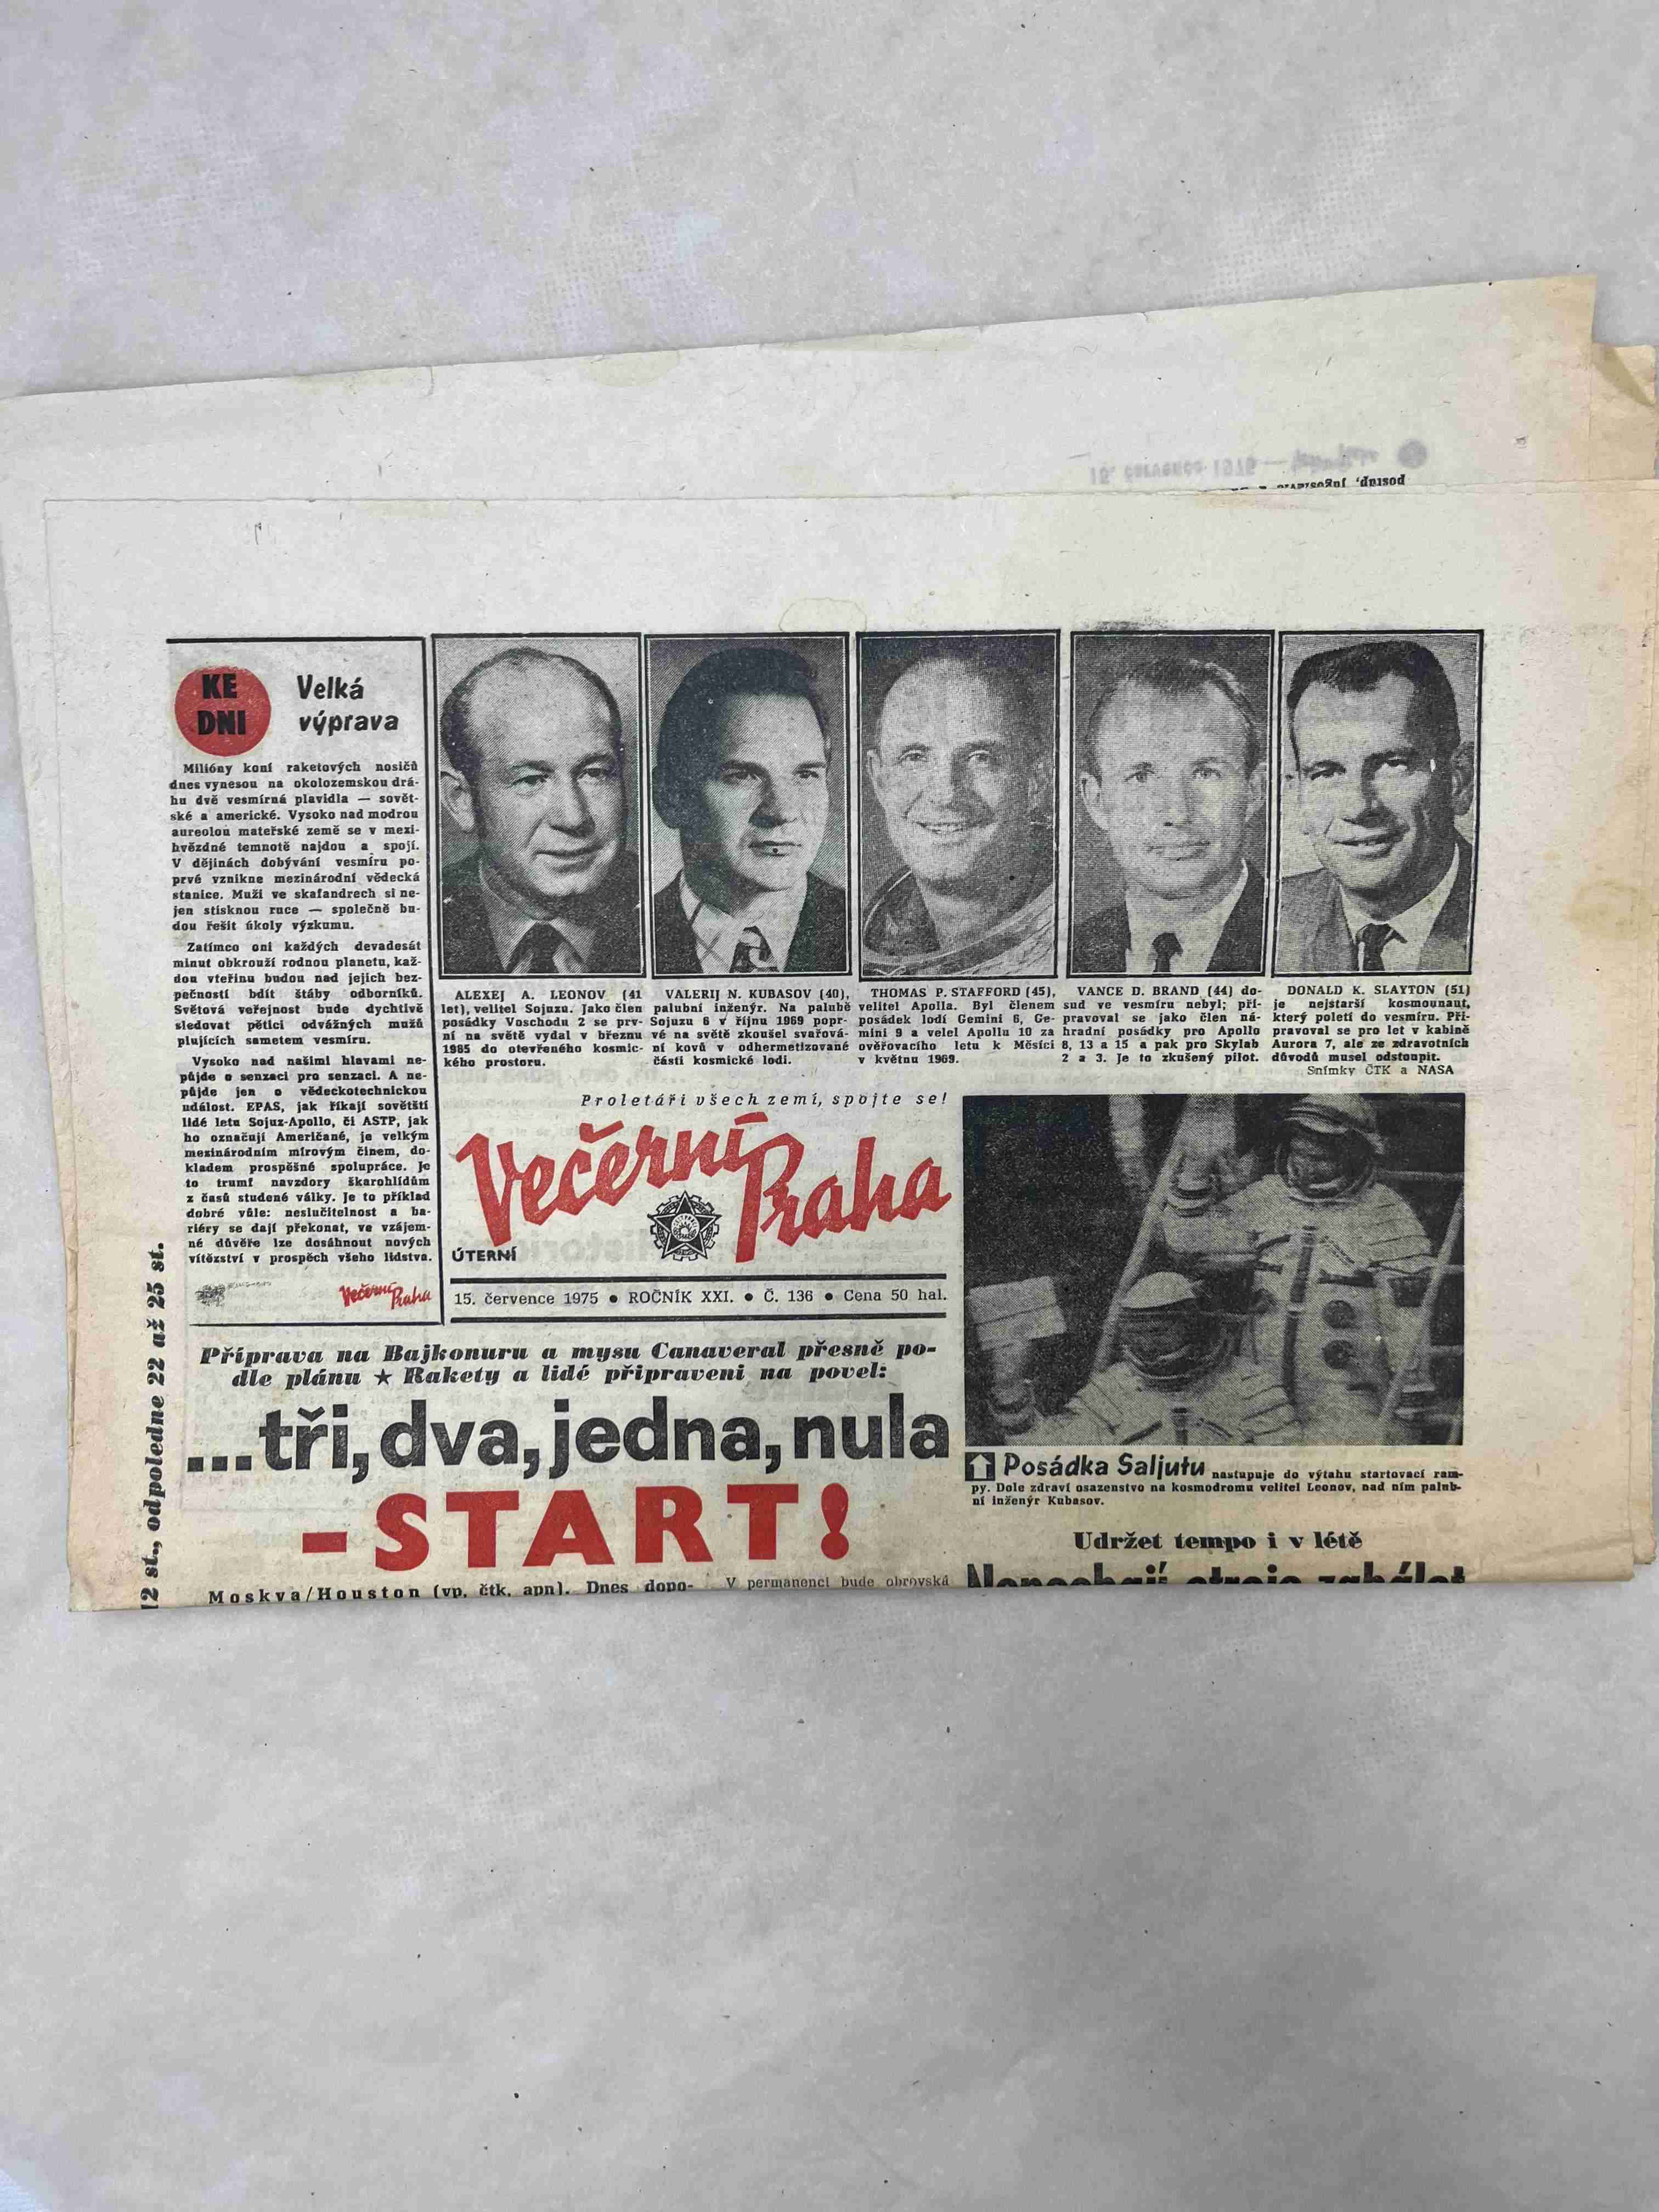 KE
DNI
Velká
výprava
Milióny koní raketových nosičů
dnes vynesou na okolozemskou drá-
hu dvě vesmírná plavidla — sovět-
ské a americké. Vysoko nad modrou
aureolou mateřské země se v mezi-
hvězdné temnotě najdou a spojí.
V dějinách dobývání vesmíru po-
prvé vznikne mezinárodní vědecká
stanice. Muži ve skafandrech si ne-
jen stisknou ruce — společně bu-
dou řešit úkoly výzkumu.
Zatímco oni každých devadesát
minut obkrouží rodnou planetu, kaž-
dou vteřinu budou nad jejich bez-
pečností bdít štáby odborníků.
Světová veřejnost bude dychtivě
sledovat pětici odvážných mužů
plujících sametem vesmíru.
Vysoko nad našimi hlavami ne-
půjde o senzaci pro senzaci. A ne-
půjde jen o vědeckotechnickou
událost. EPAS, jak říkají sovětští
lidé letu Sojuz-Apollo, či ASTP, jak
ho označují Američané, je velkým
mezinárodním mírovým činem, do-
kladem prospěšné spolupráce. Je
to trumf navzdory škarohlídům
z časů studené války. Je to příklad
dobré vůle: neslučitelnost a ba-
riéry se dají překonat, ve vzájem-
né důvěře lze dosáhnout nových
vítězství v prospěch všeho lidstva.
Večerní
Praha
ALEXEJ A. LEONOV (41
let), velitel Sojuzu. Jako člen
posádky Voschodu 2 se prv-
ní na světě vydal v březnu
1965 do otevřeného kosmic-
kého prostoru.
VALERIJ N. KUBASOV (40),
palubní inženýr. Na palubě
Sojuzu 6 v říjnu 1969 popr-
vé na světě zkoušel svařová-
ní kovů v odhermetizované
části kosmické lodi.
THOMAS P. STAFFORD (45),
velitel Apolla. Byl členem
posádek lodí Gemini 6, Ge-
mini 9 a velel Apollu 10 za
ověřovacího letu k Měsíci
v květnu 1969.
VANCE D. BRAND (44) do-
sud ve vesmíru nebyl; při-
pravoval se jako člen ná-
hradní posádky pro Apollo
8, 13 a 15 a pak pro Skylab
2 a 3. Je to zkušený pilot.
DONALD K. SLAYTON (51)
je nejstarší kosmounaut,
který poletí do vesmíru. Při-
pravoval se pro let v kabině
Aurora 7, ale ze zdravotních
důvodů musel odstoupit.
Snímky ČTK a NASA
Proletáři všech zemí, spojte se!
Večerní
Praha
ÚTERNÍ
15. července 1975 ● ROČNÍK XXI. ● Č. 136 ● Cena 50 hal.
12 st., odpoledne 22 až 25 st.
Příprava na Bajkonuru a mysu Canaveral přesně po-
dle plánu ★ Rakety a lidé připraveni na povel:
...tři, dva, jedna, nula
-START!
Moskva/Houston (vp, čtk, apn). Dnes dopo-
V permanenci bude obrovská
Posádka Saljutu nastupuje do výtahu startovací ram-
py. Dole zdraví osazenstvo na kosmodromu velitel Leonov, nad ním palub-
ní inženýr Kubasov.
Udržet tempo i v létě
Nenechají stroje zahálet